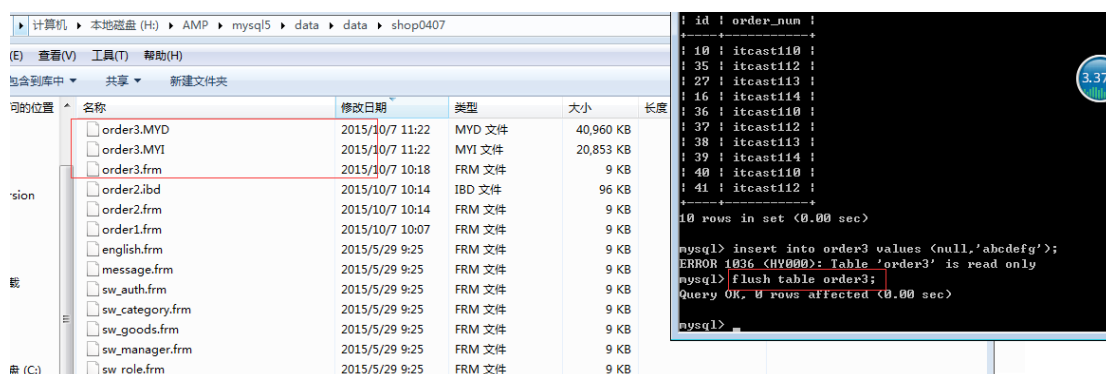 计算机 ▸ 本地磁盘 (H:) ▸ AMP ▸ mysql5 ▸ data ▸ data ▸ shop0407
(E) 查看(V) 工具(T) 帮助(H)
包含到库中 ▼ 共享 ▼ 新建文件夹
问的位置 名称 修改日期 类型 大小 长度
order3.MYD 2015/10/7 11:22 MYD 文件 40,960 KB
order3.MYI 2015/10/7 11:22 MYI 文件 20,853 KB
order3.frm 2015/10/7 10:18 FRM 文件 9 KB
order2.ibd 2015/10/7 10:14 IBD 文件 96 KB
order2.frm 2015/10/7 10:14 FRM 文件 9 KB
order1.frm 2015/10/7 10:07 FRM 文件 9 KB
english.frm 2015/5/29 9:25 FRM 文件 9 KB
message.frm 2015/5/29 9:25 FRM 文件 9 KB
sw_auth.frm 2015/5/29 9:25 FRM 文件 9 KB
sw_category.frm 2015/5/29 9:25 FRM 文件 9 KB
sw_goods.frm 2015/5/29 9:25 FRM 文件 9 KB
sw_manager.frm 2015/5/29 9:25 FRM 文件 9 KB
sw_role.frm 2015/5/29 9:25 FRM 文件 9 KB
rsion
载
盘 (C:)
| id | order_num |
+----+-----------+
| 10 | itcast110 |
| 35 | itcast112 |
| 27 | itcast113 |
| 16 | itcast114 |
| 36 | itcast110 |
| 37 | itcast112 |
| 38 | itcast113 |
| 39 | itcast114 |
| 40 | itcast110 |
| 41 | itcast112 |
+----+-----------+
10 rows in set (0.00 sec)
mysql> insert into order3 values (null,'abcdefg');
ERROR 1036 (HY000): Table 'order3' is read only
mysql> flush table order3;
Query OK, 0 rows affected (0.00 sec)
mysql> _
3.37